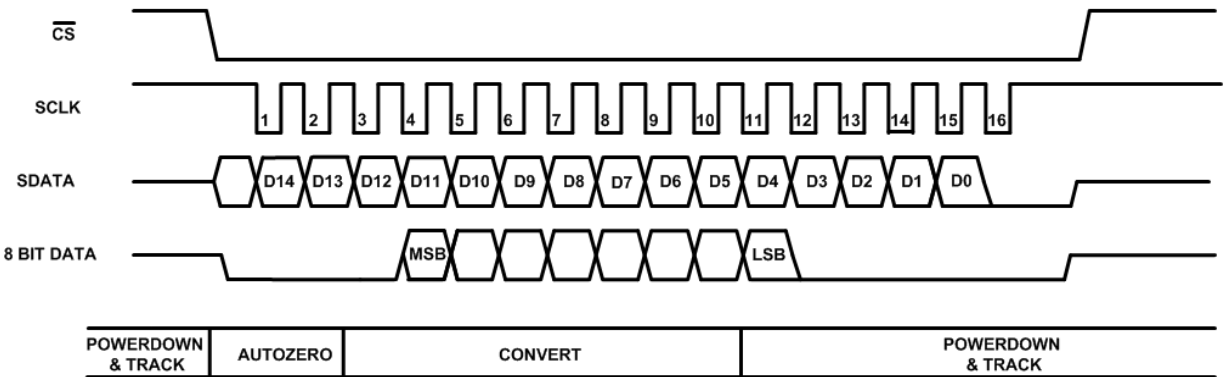 CS
SCLK
1 2 3 4 5 6 7 8 9 10 11 12 13 14 15 16
SDATA
D14 D13 D12 D11 D10 D9 D8 D7 D6 D5 D4 D3 D2 D1 D0
8 BIT DATA
MSB LSB
POWERDOWN
& TRACK
AUTOZERO
CONVERT
POWERDOWN
& TRACK